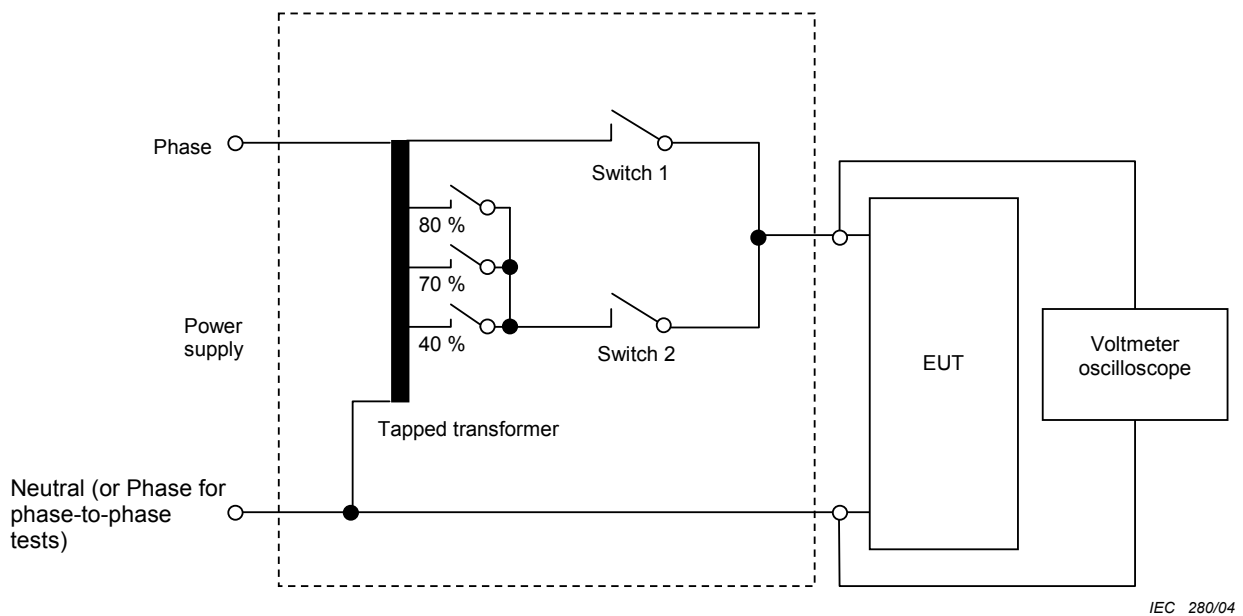 Phase
Switch 1
80 %
70 %
40 %
Power
supply
Switch 2
EUT
Voltmeter
oscilloscope
Tapped transformer
Neutral (or Phase for
phase-to-phase
tests)
IEC 280/04